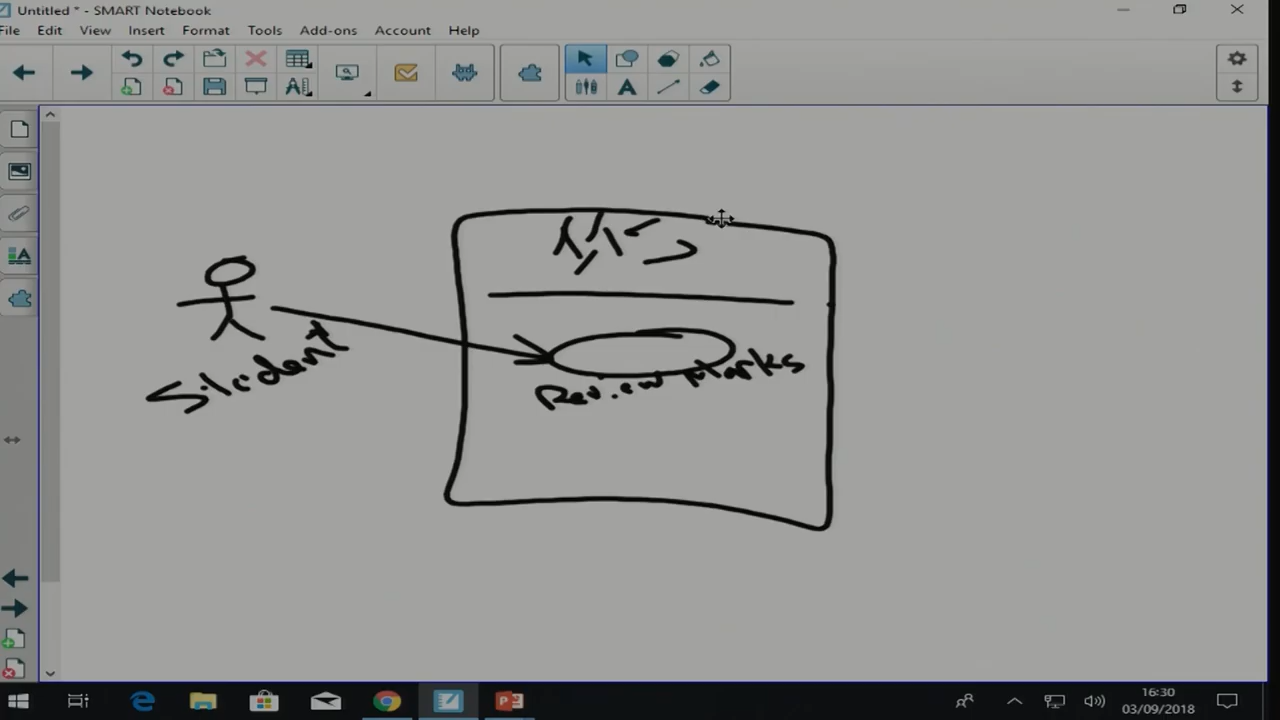 Untitled * - SMART Notebook
File Edit View Insert Format Tools Add-ons Account Help
Student
Review Marks
16:30
03/09/2018